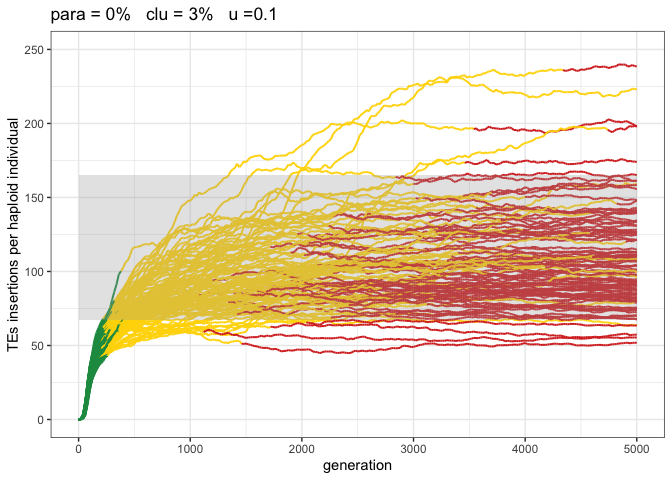 para = 0%   clu = 3%   u =0.1
TEs insertions per haploid individual
250
200
150
100
50
0
0 1000 2000 3000 4000 5000
generation